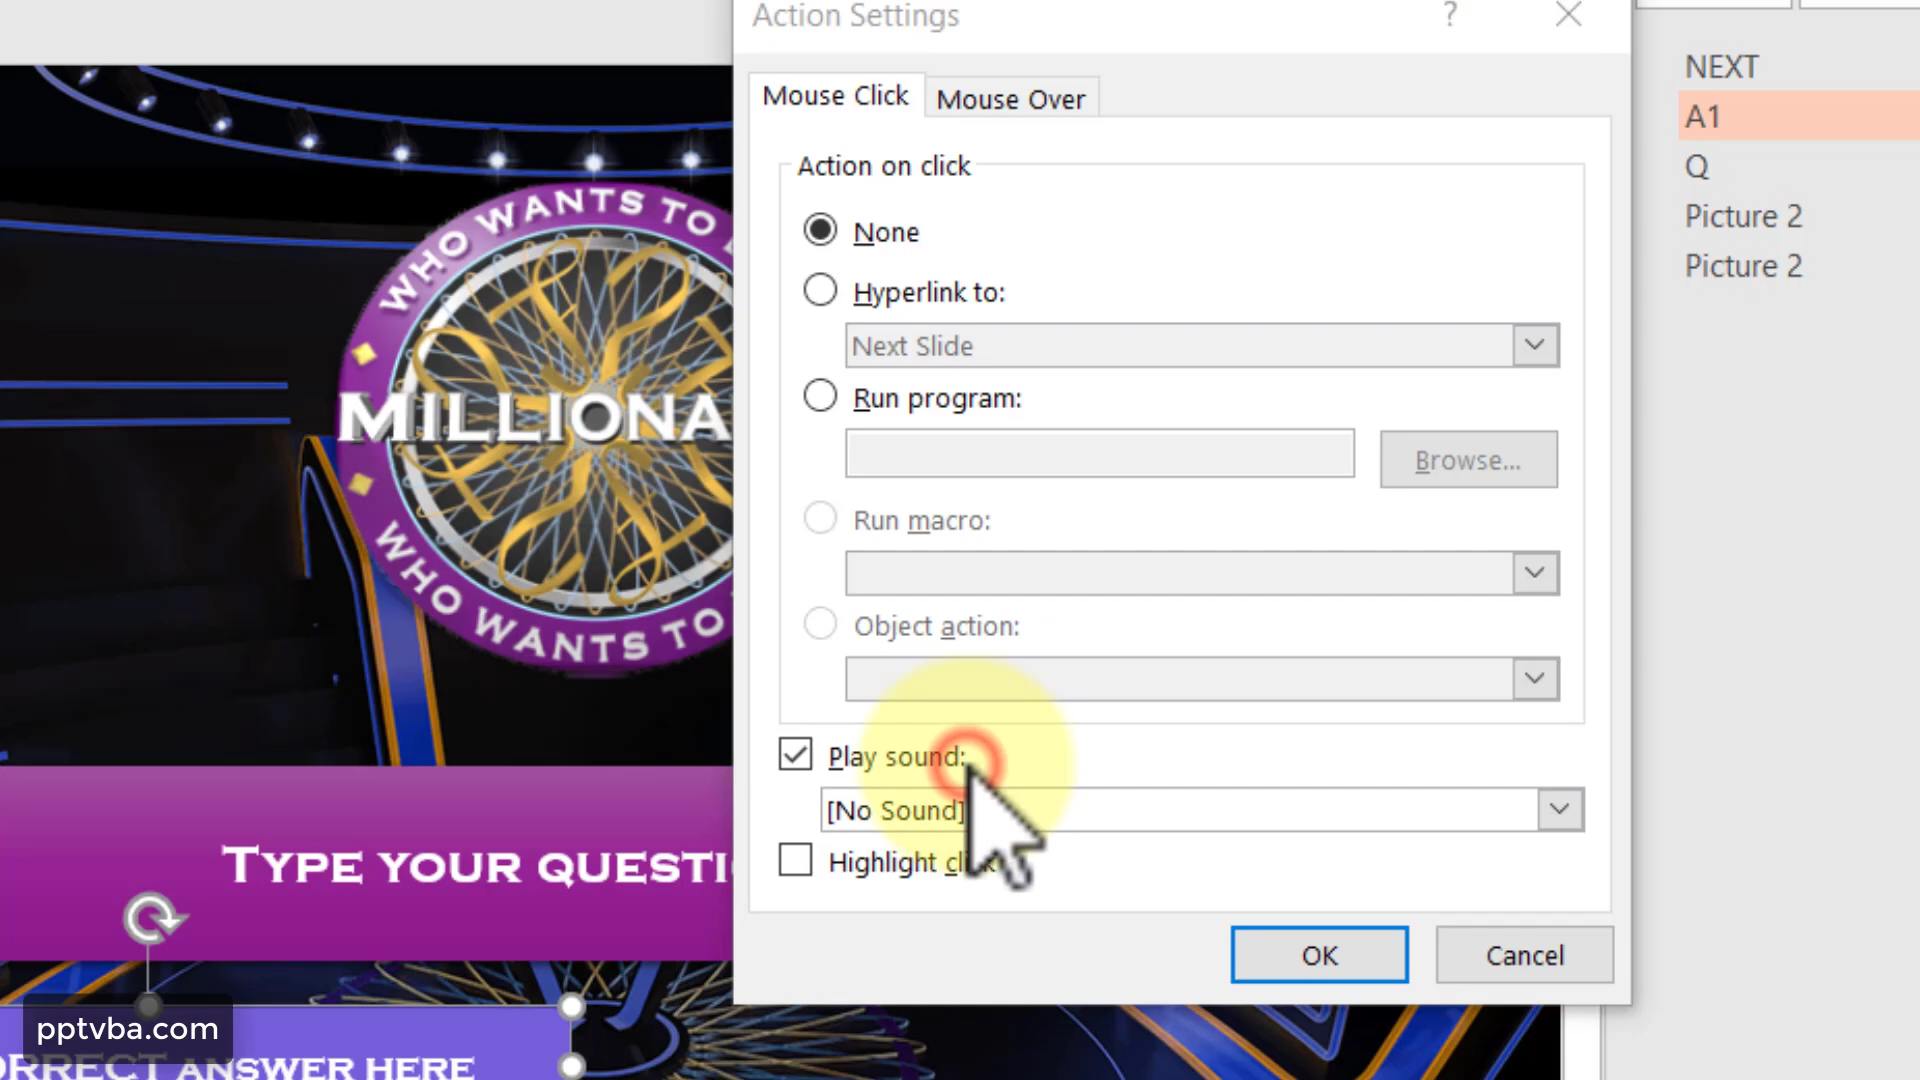 Action Settings
?
NEXT
A1
Q
Picture 2
Picture 2
Mouse Click
Mouse Over
Action on click
None
Hyperlink to:
Next Slide
Run program:
Browse...
Run macro:
Object action:
Play sound:
[No Sound]
Highlight
OK
Cancel
WHO WANTS TO
MILLIONA
WHO WANTS TO
TYPE YOUR QUESTI
pptvba.com
ORRECT ANSWER HERE